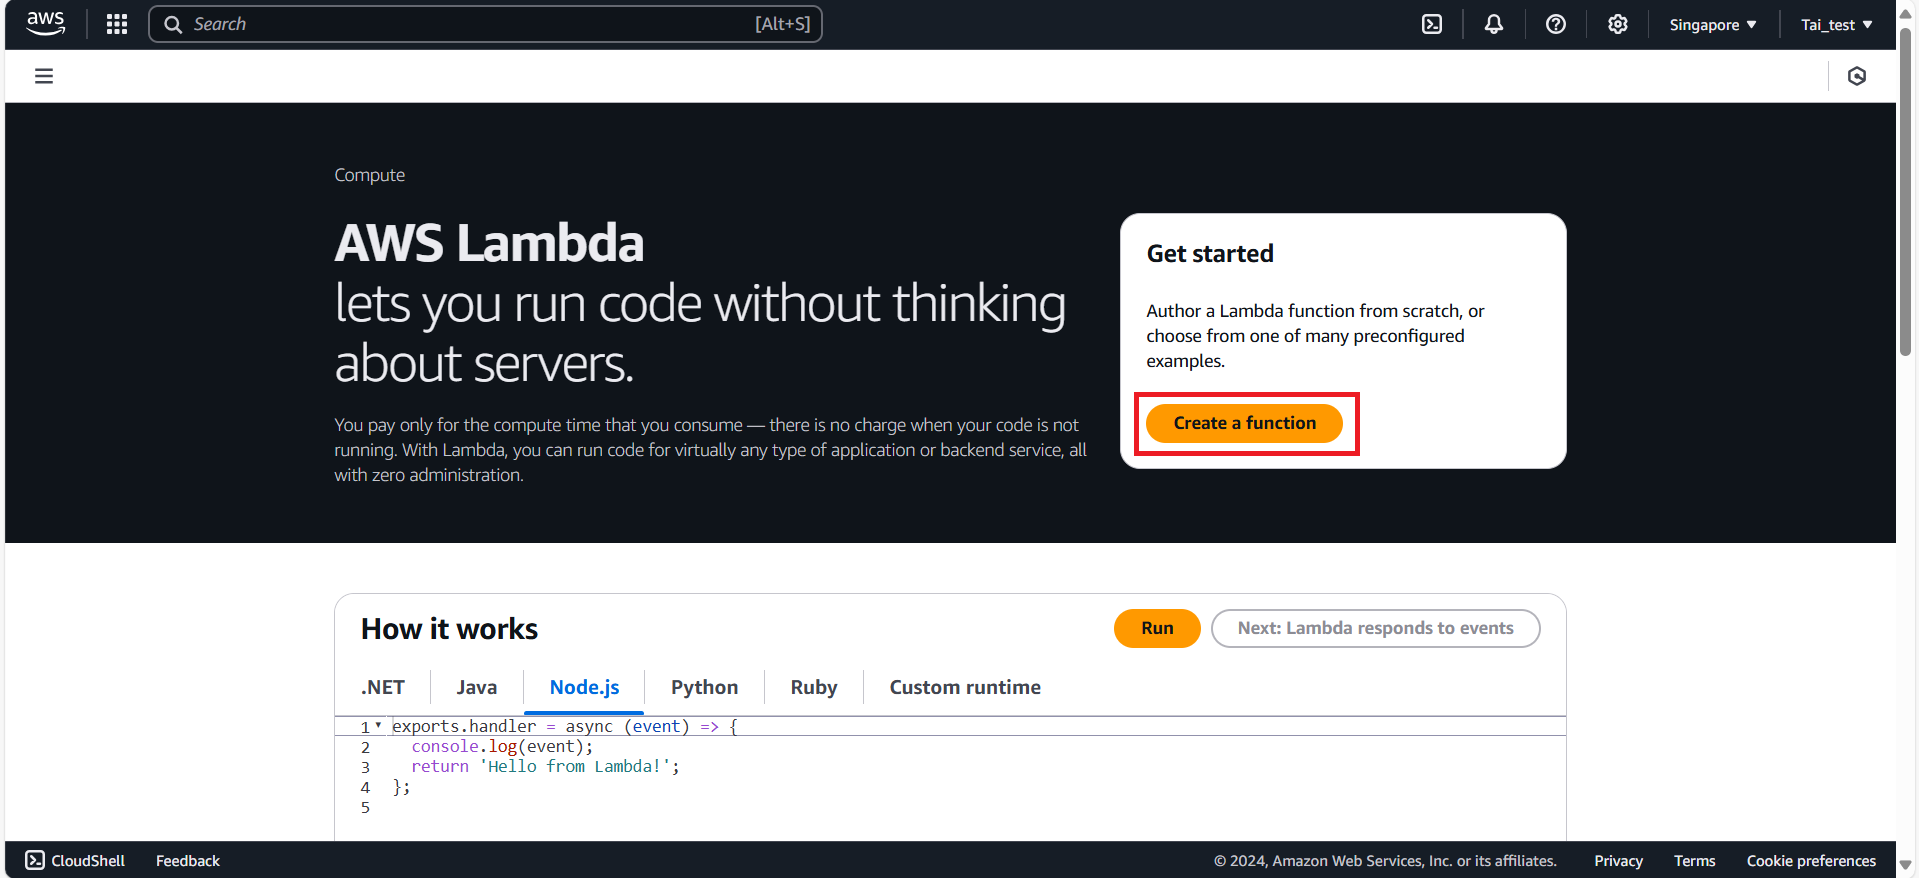 aws
Search
[Alt+S]
Singapore ▼
Tai_test ▼
Compute
AWS Lambda
lets you run code without thinking
about servers.
You pay only for the compute time that you consume — there is no charge when your code is not
running. With Lambda, you can run code for virtually any type of application or backend service, all
with zero administration.
Get started
Author a Lambda function from scratch, or
choose from one of many preconfigured
examples.
Create a function
How it works
Run
Next: Lambda responds to events
.NET
Java
Node.js
Python
Ruby
Custom runtime
1 exports.handler = async (event) => {
2   console.log(event);
3   return 'Hello from Lambda!';
4 };
5
CloudShell
Feedback
© 2024, Amazon Web Services, Inc. or its affiliates.
Privacy
Terms
Cookie preferences